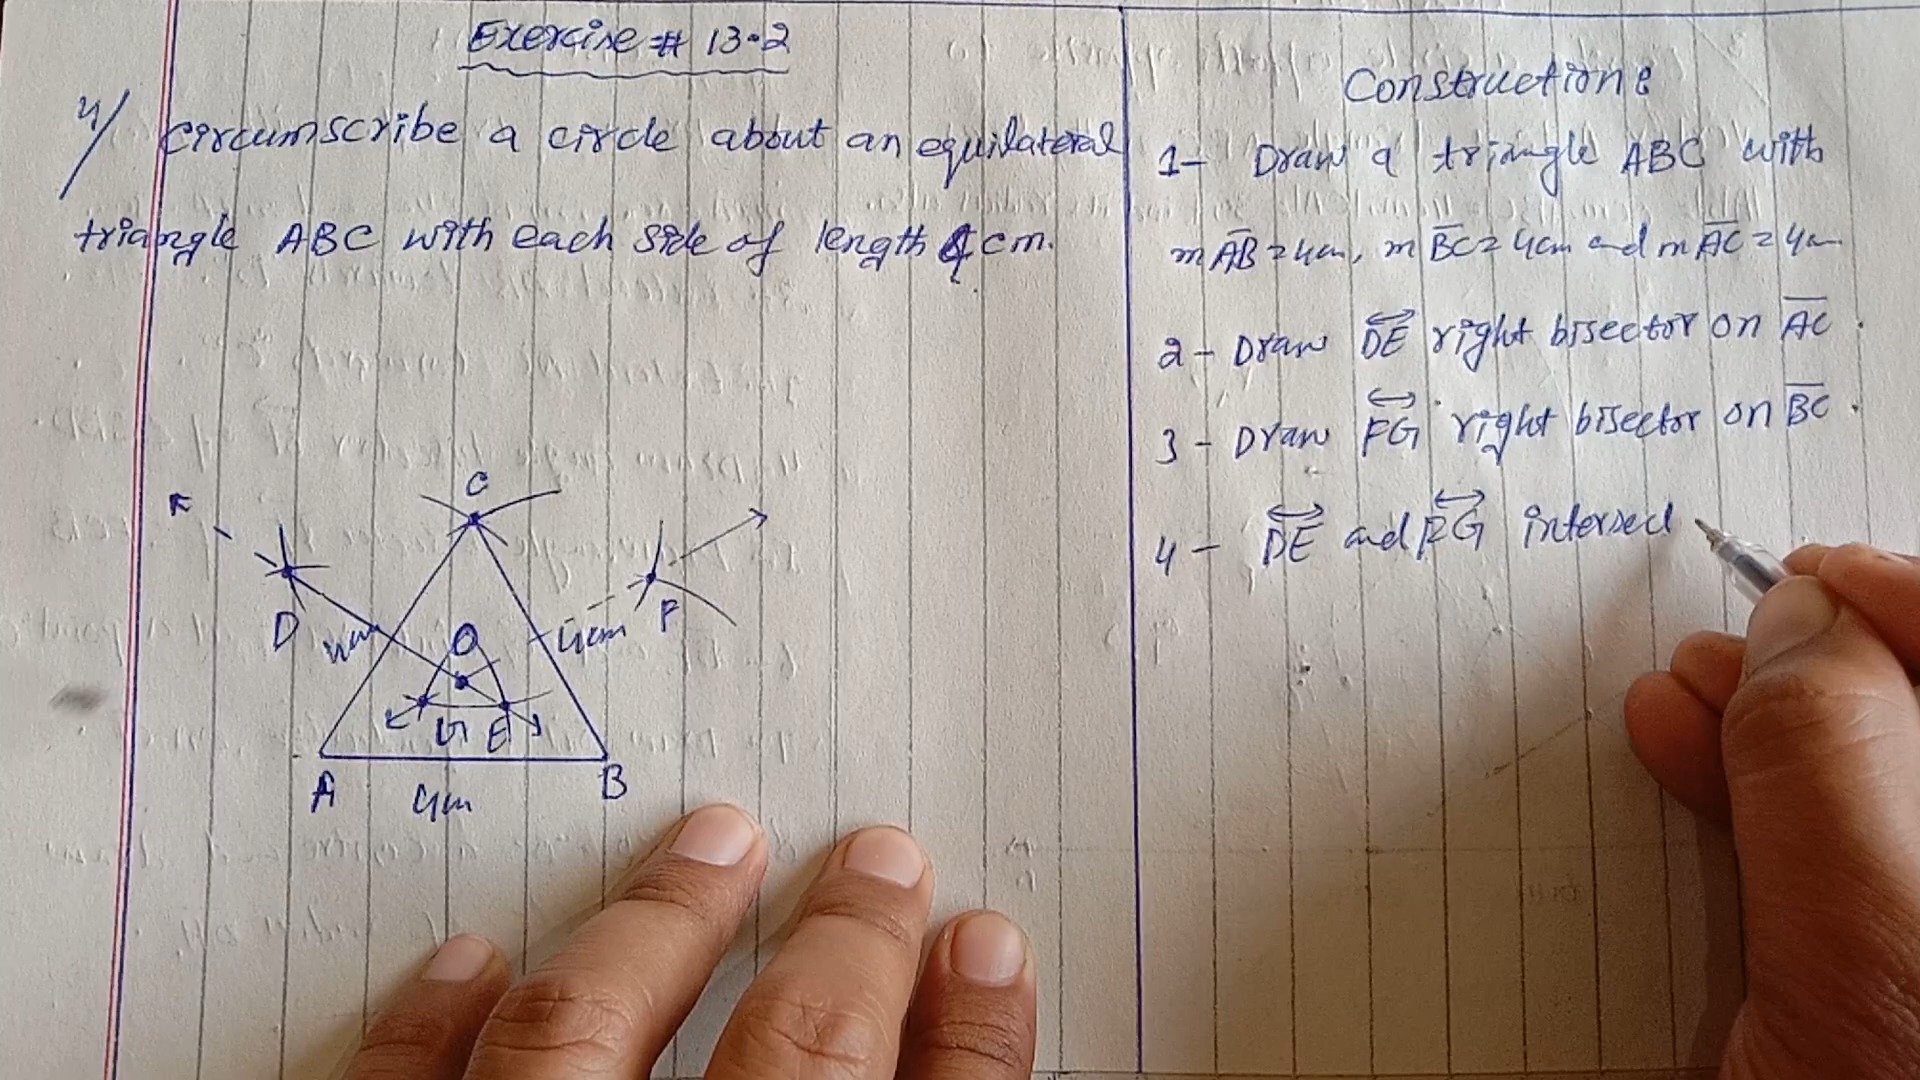 Exercise # 13.2
4/ circumscribe a circle about an equilateral
triangle ABC with each side of length 4 cm.
C
D
F
4cm
4cm
O
G
E
A
B
4cm
Construction:
1- Draw a triangle ABC with
mAB = 4cm, mBC = 4cm and mAC = 4cm
2- Draw DE right bisector on AC.
3- Draw FG right bisector on BC.
4- DE and FG intersect